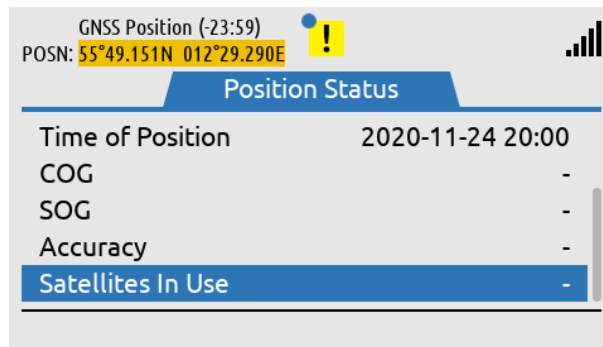 GNSS Position (-23:59)
POSN: 55°49.151N 012°29.290E
!
Position Status
Time of Position 2020-11-24 20:00
COG -
SOG -
Accuracy -
Satellites In Use -